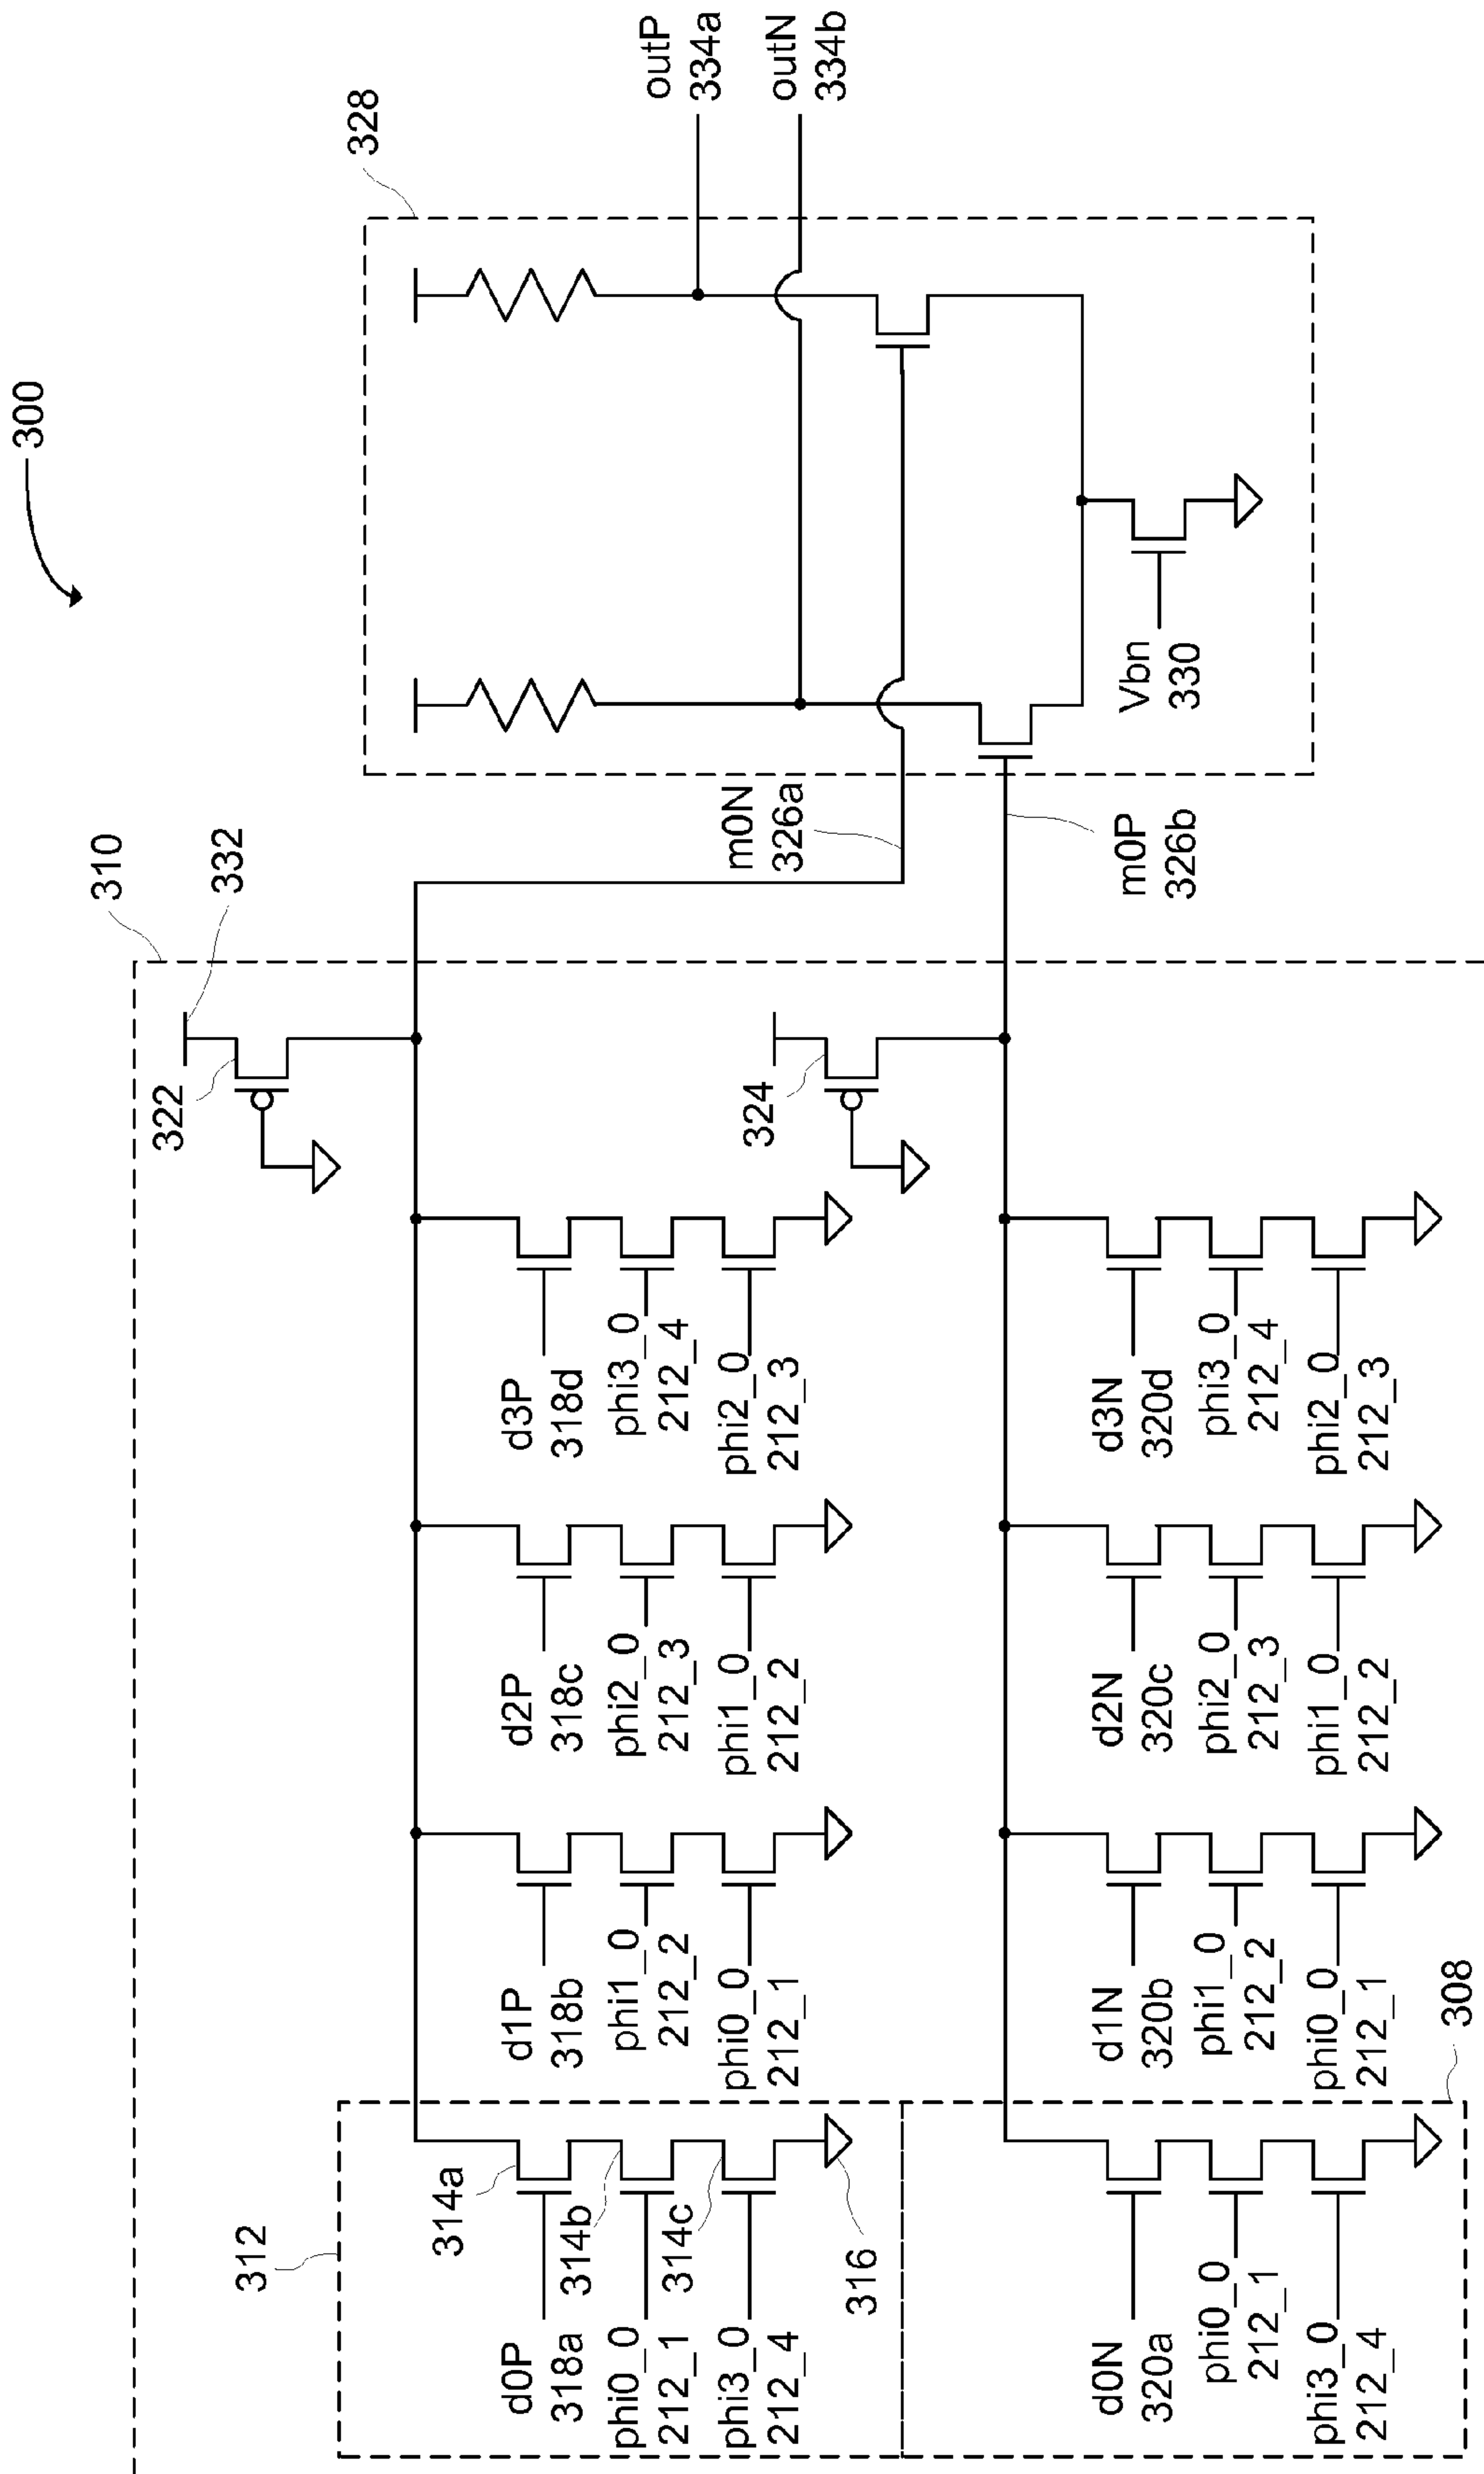 300
310
332
322
328
outP
334a
outN
334b
m0N
326a
m0P
326b
Vbn
330
324
312
314a
314b
314c
316
d0P
318a
phi0_0
212_1
phi3_0
212_4
d1P
318b
phi1_0
212_2
phi0_0
212_1
d2P
318c
phi2_0
212_3
phi1_0
212_2
d3P
318d
phi3_0
212_4
phi2_0
212_3
d0N
320a
phi0_0
212_1
phi3_0
212_4
308
d1N
320b
phi1_0
212_2
phi0_0
212_1
d2N
320c
phi2_0
212_3
phi1_0
212_2
d3N
320d
phi3_0
212_4
phi2_0
212_3